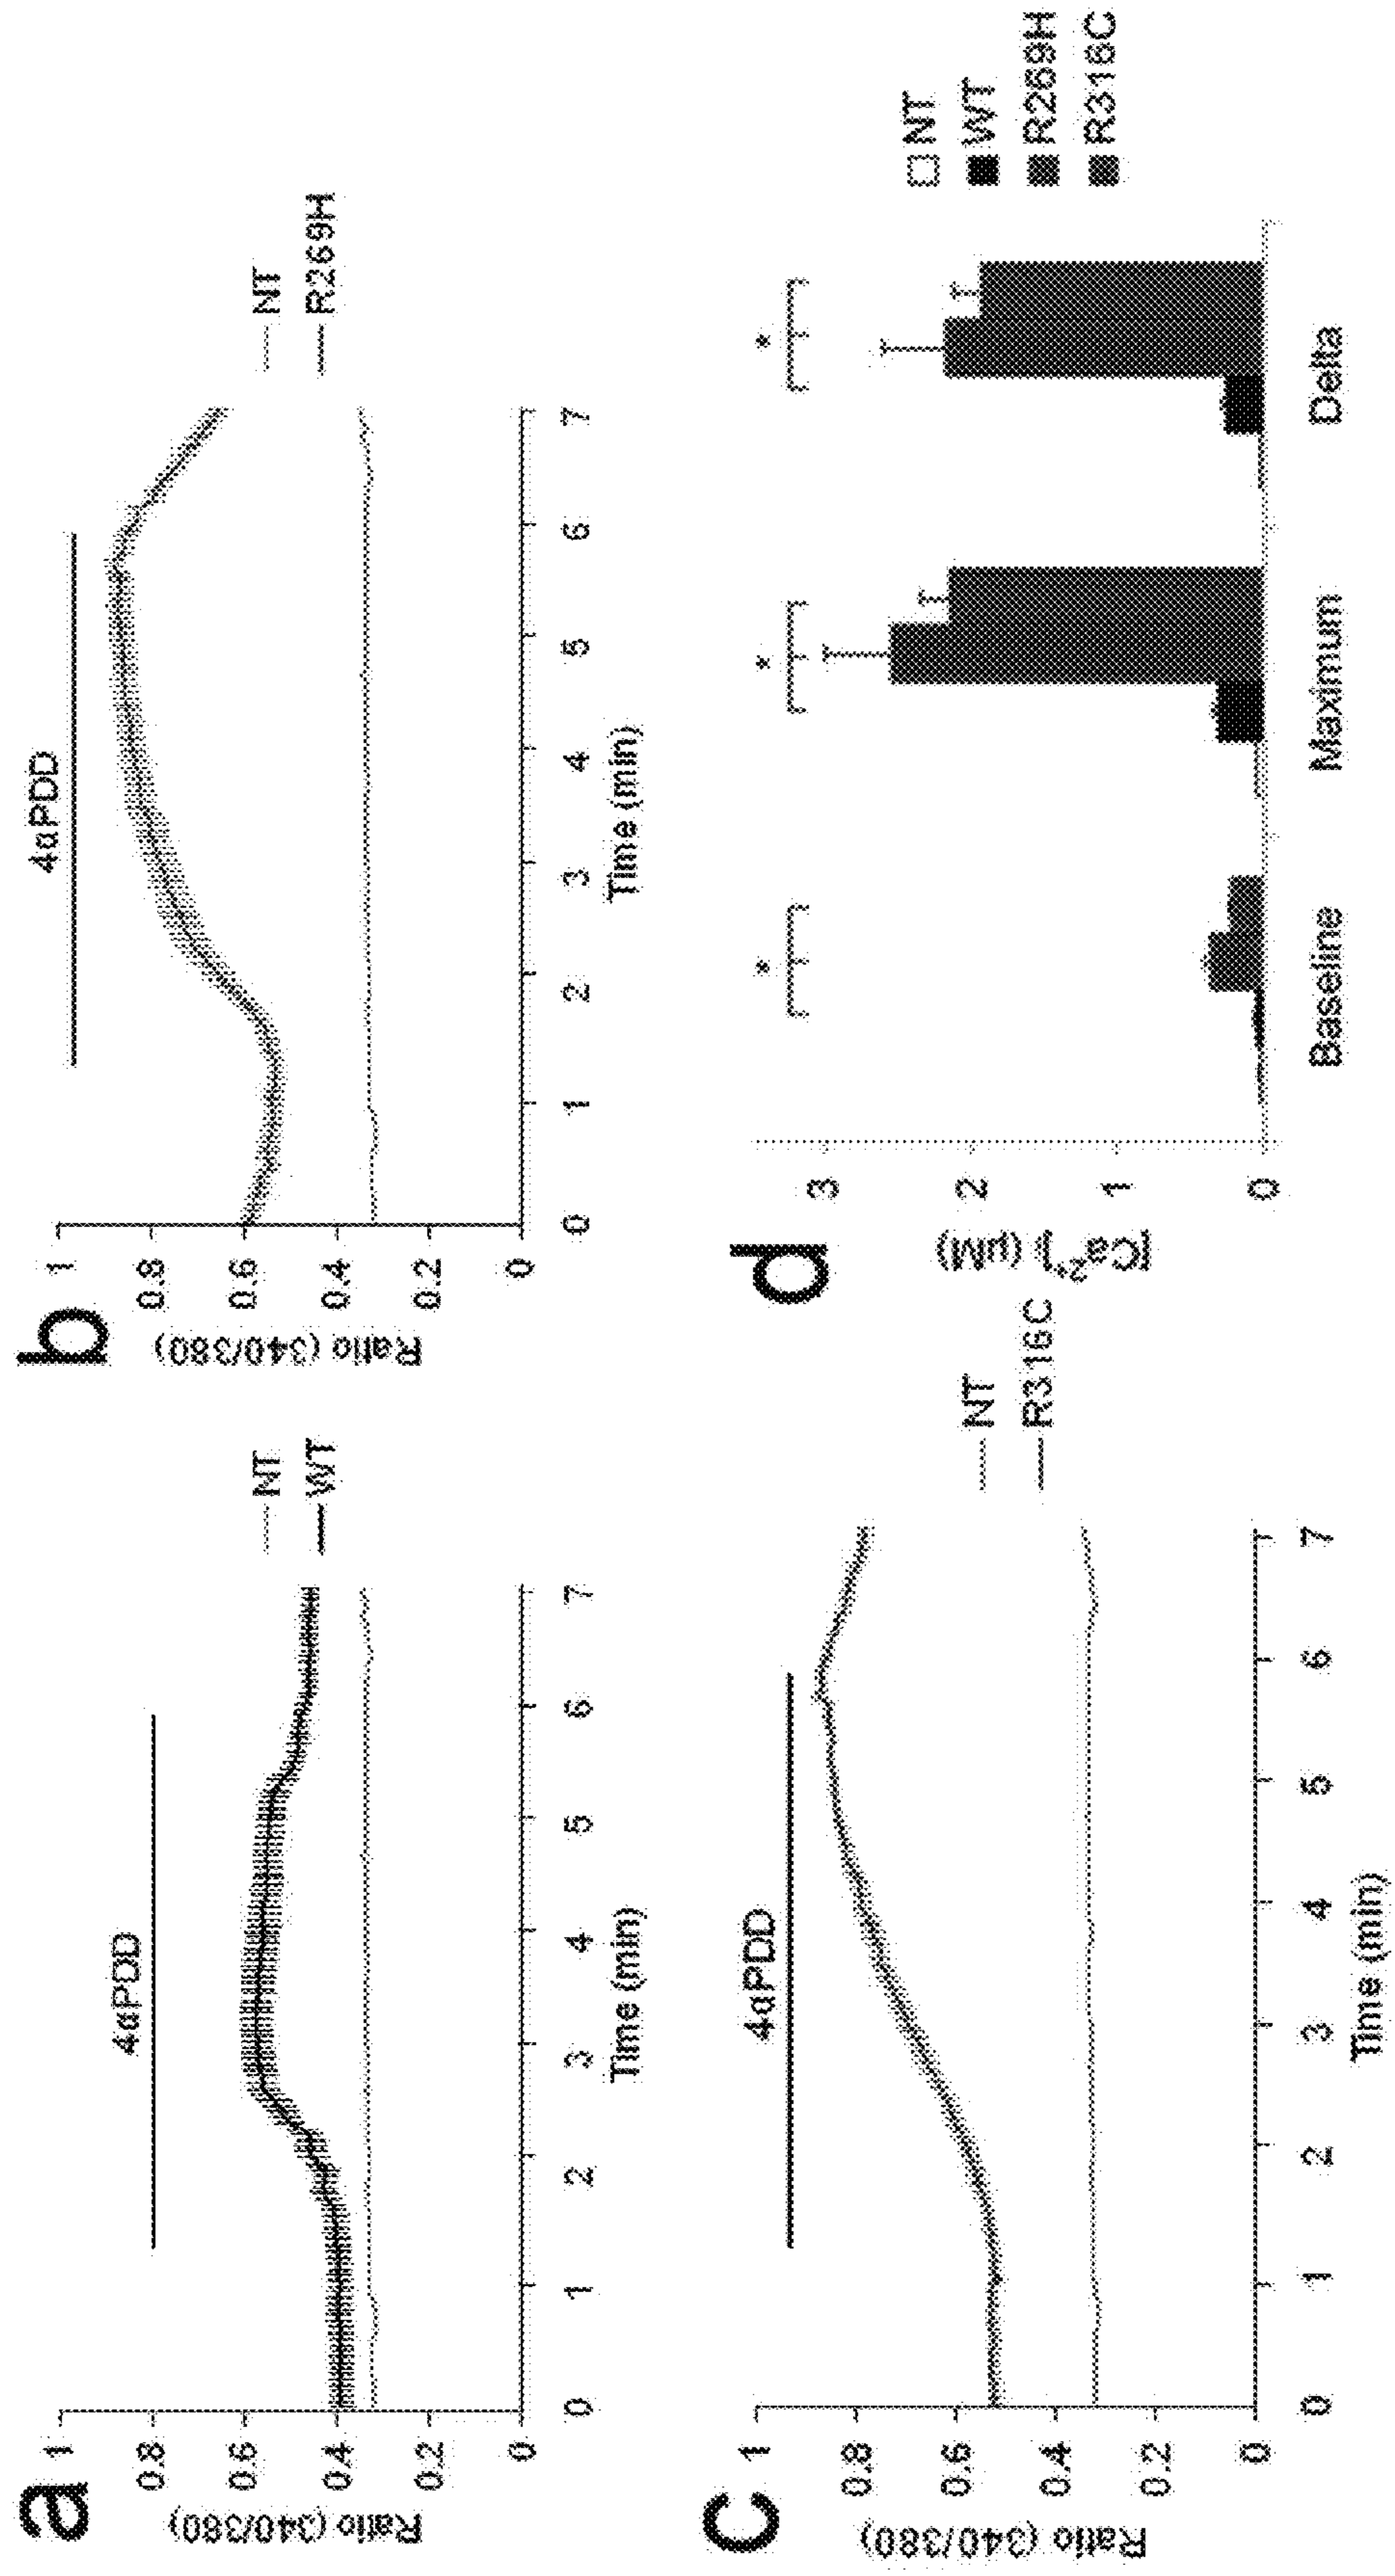 a
4αPDD
Ratio (340/380)
1
0.8
0.6
0.4
0.2
0
0 1 2 3 4 5 6 7
Time (min)
NT
WT
b
4αPDD
Ratio (340/380)
1
0.8
0.6
0.4
0.2
0
0 1 2 3 4 5 6 7
Time (min)
NT
R269H
c
4αPDD
Ratio (340/380)
1
0.8
0.6
0.4
0.2
0
0 1 2 3 4 5 6 7
Time (min)
NT
R316C
d
[Ca²⁺]ᵢ (µM)
3
2
1
0
* * *
Baseline Maximum Delta
NT
WT
R269H
R316C